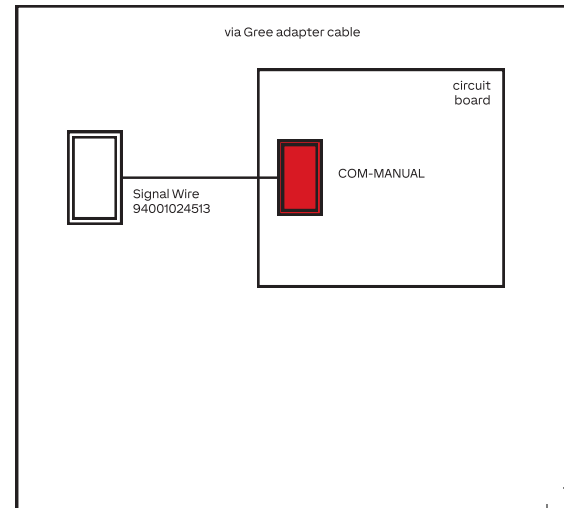 via Gree adapter cable
circuit
board
COM-MANUAL
Signal Wire
94001024513